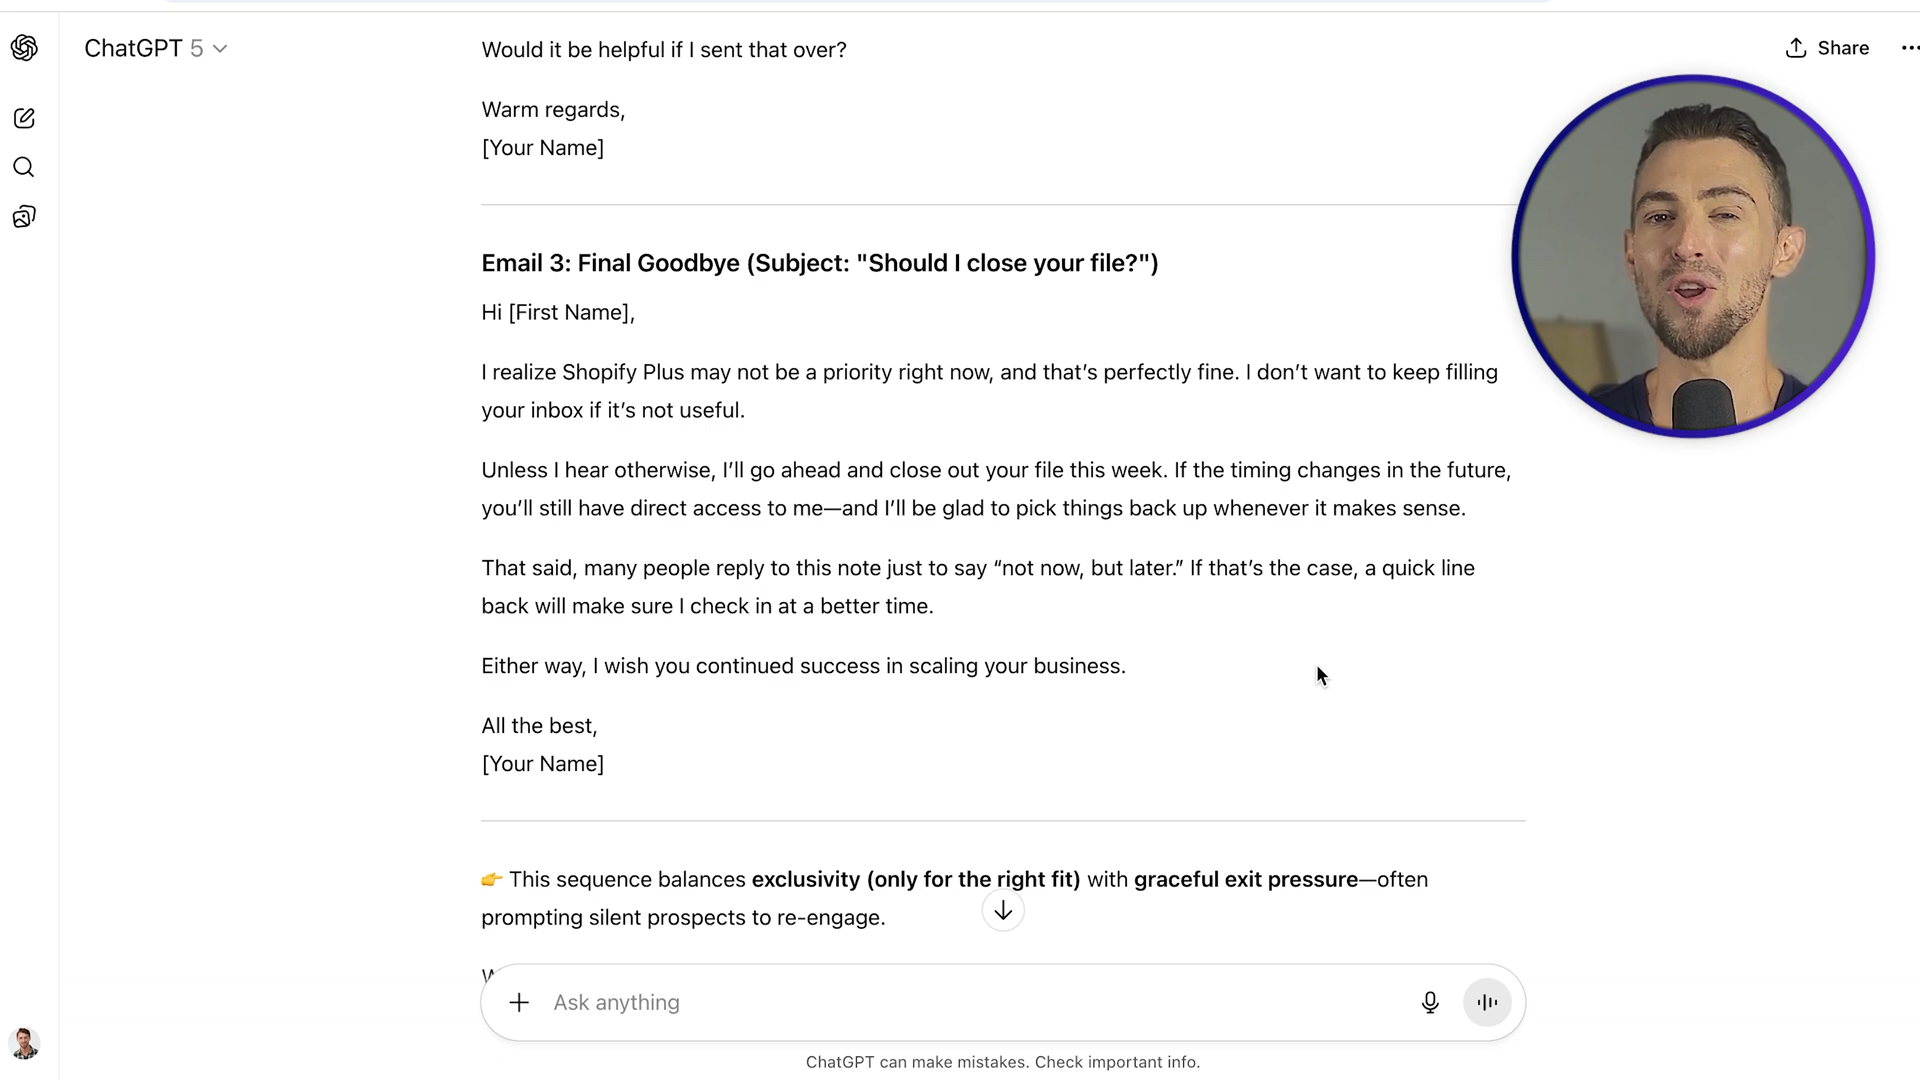 ChatGPT 5
Share
Would it be helpful if I sent that over?
Warm regards,
[Your Name]
Email 3: Final Goodbye (Subject: "Should I close your file?")
Hi [First Name],
I realize Shopify Plus may not be a priority right now, and that’s perfectly fine. I don’t want to keep filling
your inbox if it’s not useful.
Unless I hear otherwise, I’ll go ahead and close out your file this week. If the timing changes in the future,
you’ll still have direct access to me—and I’ll be glad to pick things back up whenever it makes sense.
That said, many people reply to this note just to say “not now, but later.” If that’s the case, a quick line
back will make sure I check in at a better time.
Either way, I wish you continued success in scaling your business.
All the best,
[Your Name]
👉 This sequence balances exclusivity (only for the right fit) with graceful exit pressure—often
prompting silent prospects to re-engage.
Ask anything
ChatGPT can make mistakes. Check important info.